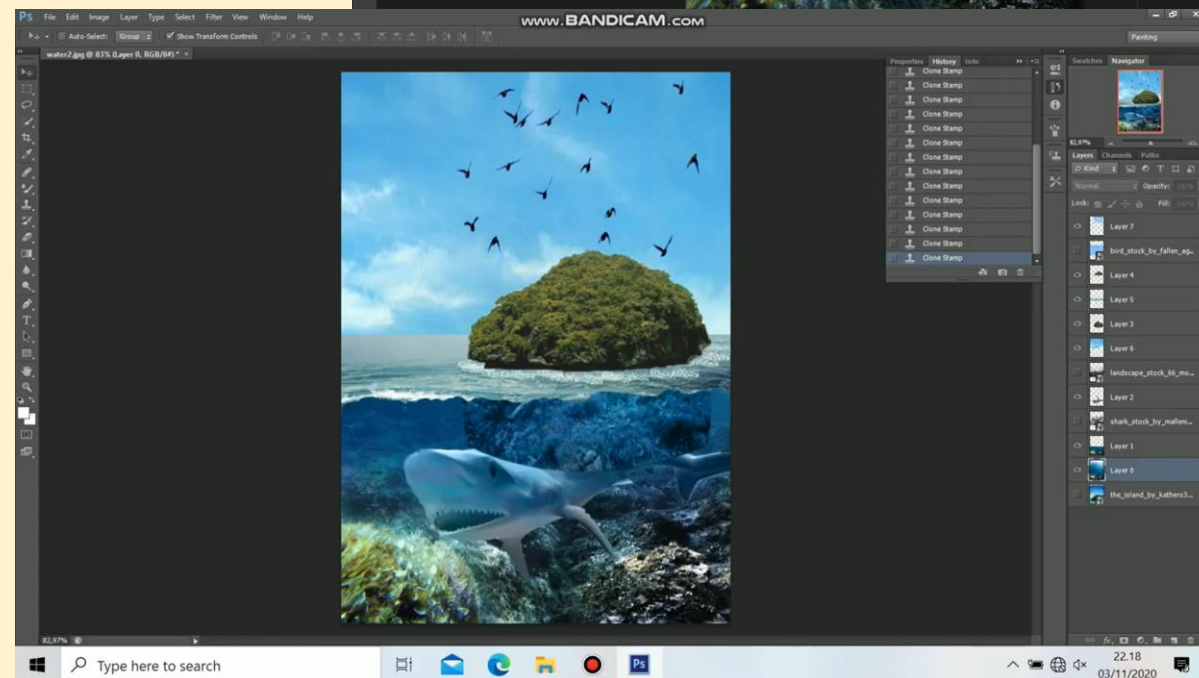 www.BANDICAM.com
Ps File Edit Image Layer Type Select Filter View Window Help
Auto-Select: Group Show Transform Controls
Painting
water2.jpg @ 83% (Layer 0, RGB/8#) * ×
Properties History Info
Clone Stamp
Clone Stamp
Clone Stamp
Clone Stamp
Clone Stamp
Clone Stamp
Clone Stamp
Clone Stamp
Clone Stamp
Clone Stamp
Clone Stamp
Clone Stamp
Clone Stamp
Clone Stamp
Swatches Navigator
82,97%
Layers Channels Paths
Kind
Normal Opacity:
Lock: Fill:
Layer 7
bird_stock_by_fallen_ag...
Layer 4
Layer 5
Layer 3
Layer 6
landscape_stock_66_mo...
Layer 2
shark_stock_by_malleni...
Layer 1
Layer 0
the_island_by_kathero3...
82,97%
Type here to search
Ps
22.18
03/11/2020